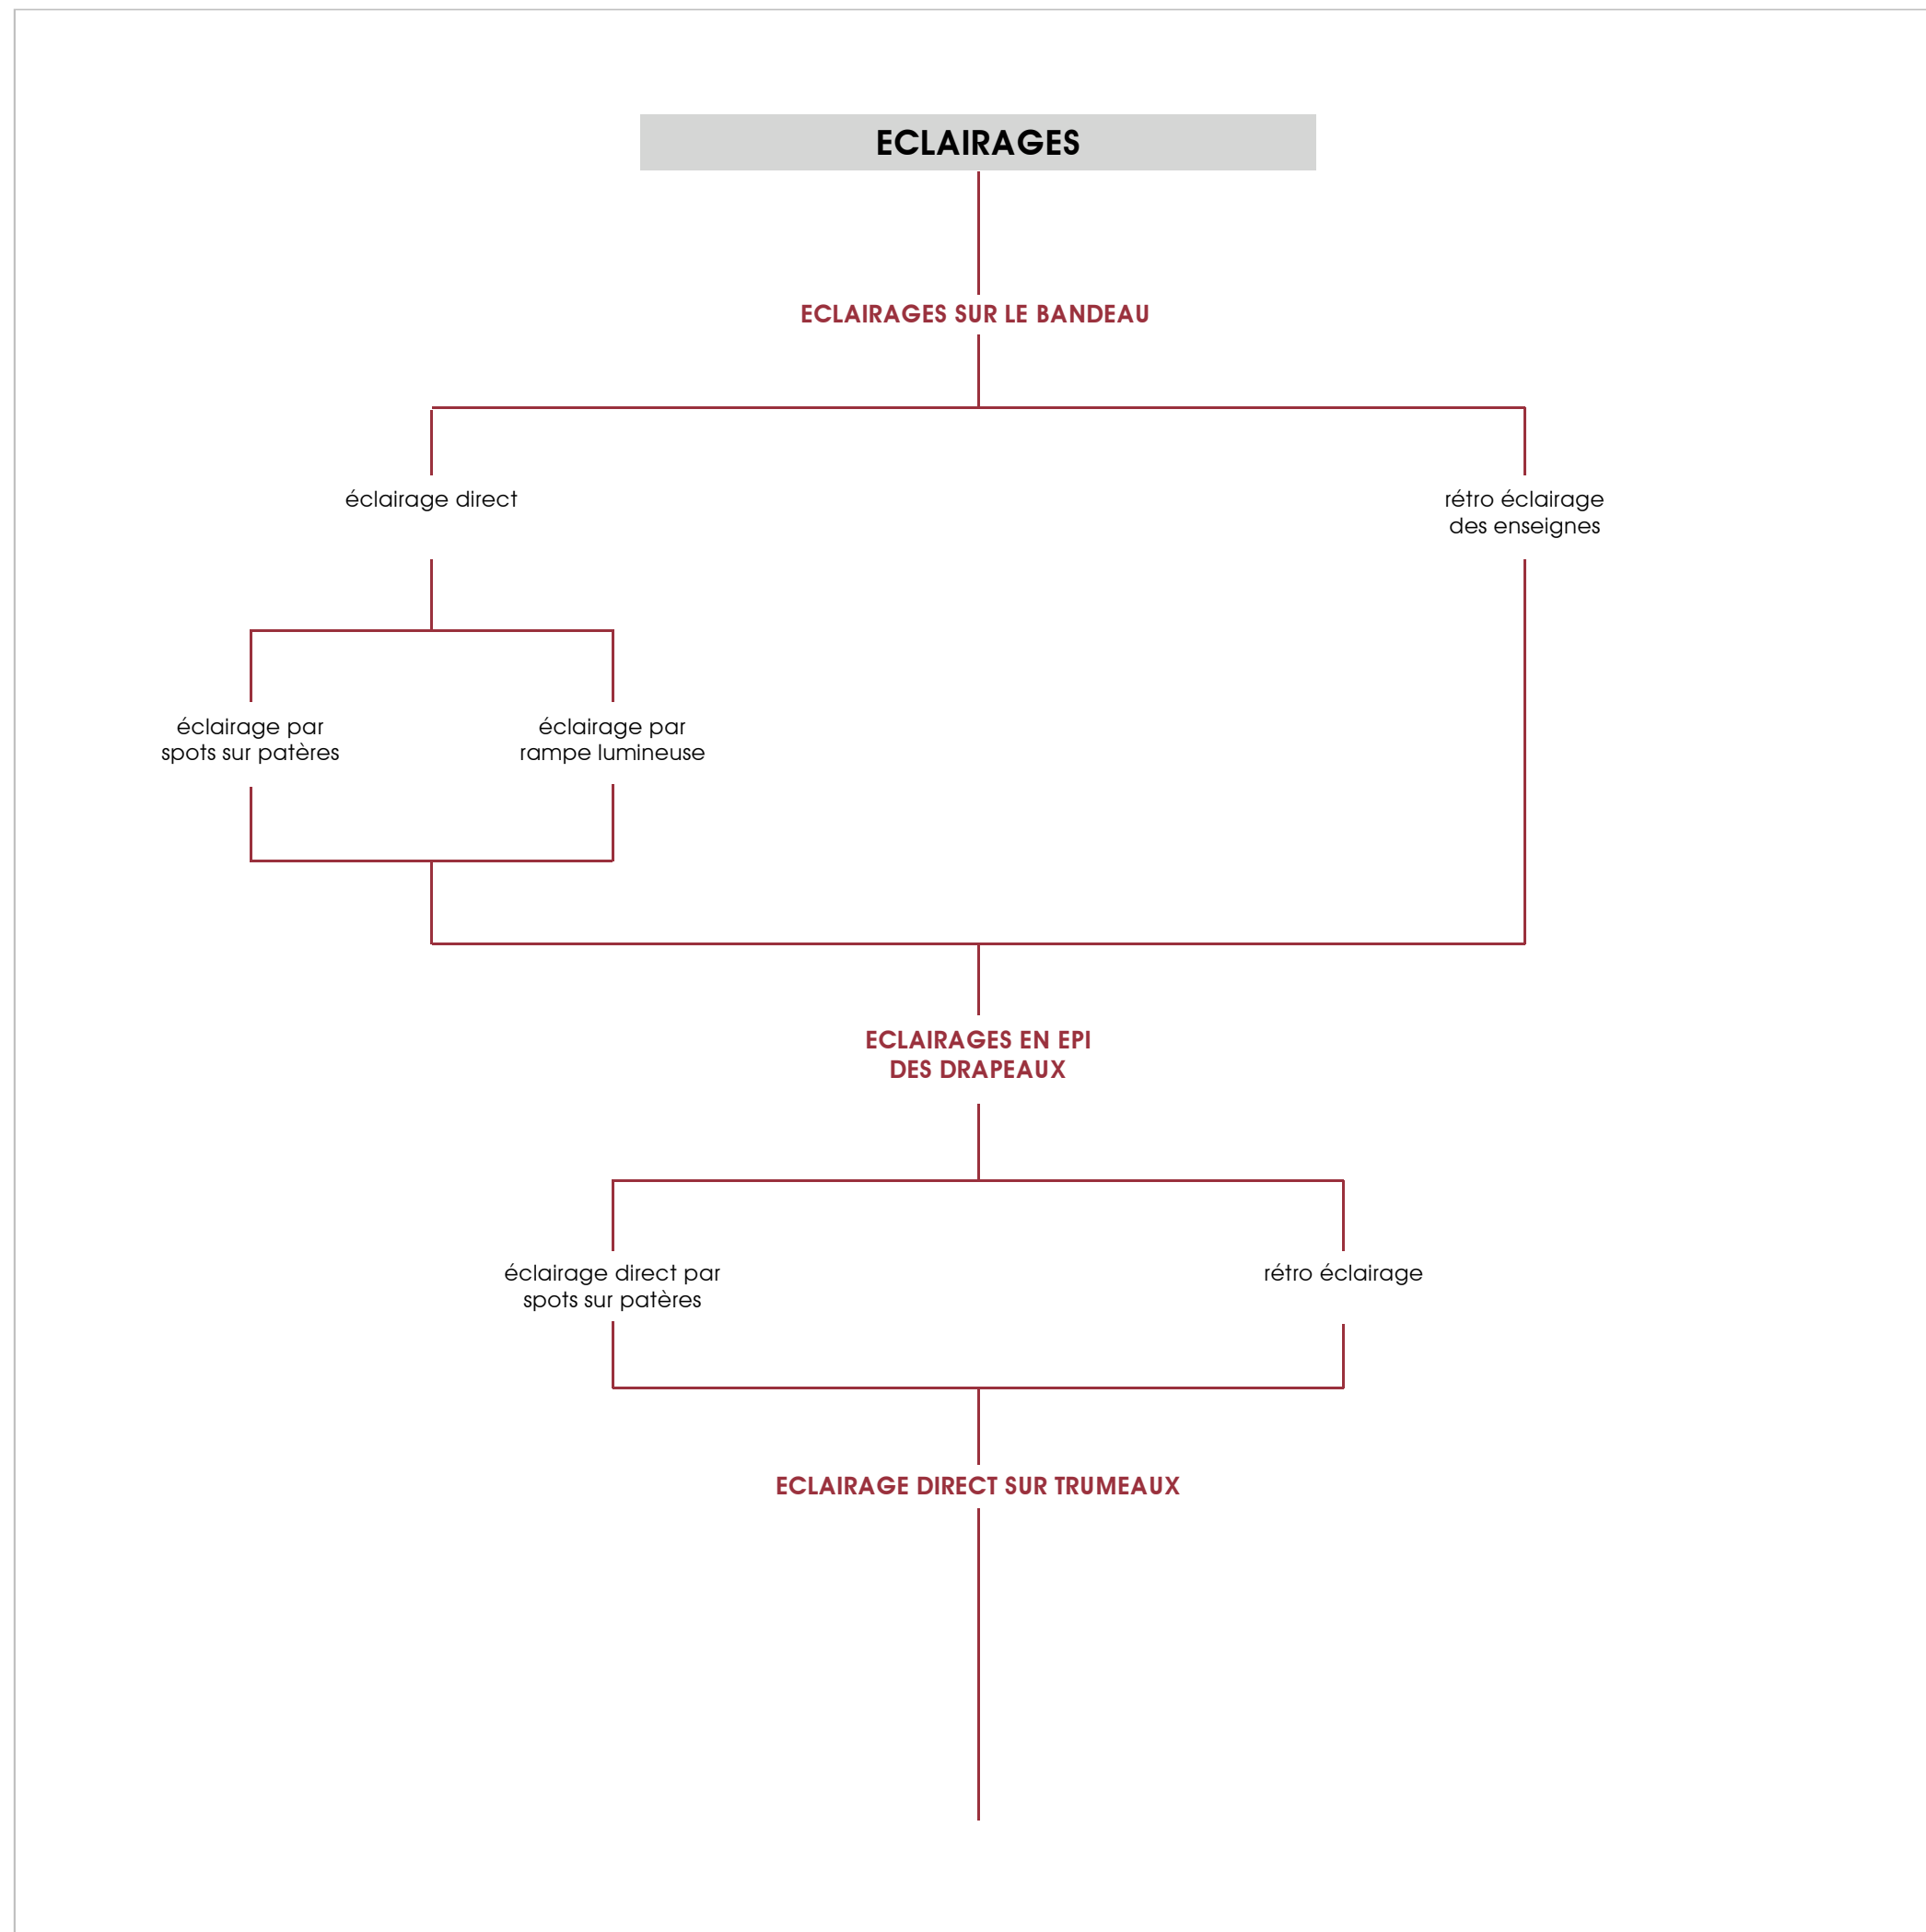 ECLAIRAGES
ECLAIRAGES SUR LE BANDEAU
éclairage direct
rétro éclairage
des enseignes
éclairage par
spots sur patères
éclairage par
rampe lumineuse
ECLAIRAGES EN EPI
DES DRAPEAUX
éclairage direct par
spots sur patères
rétro éclairage
ECLAIRAGE DIRECT SUR TRUMEAUX